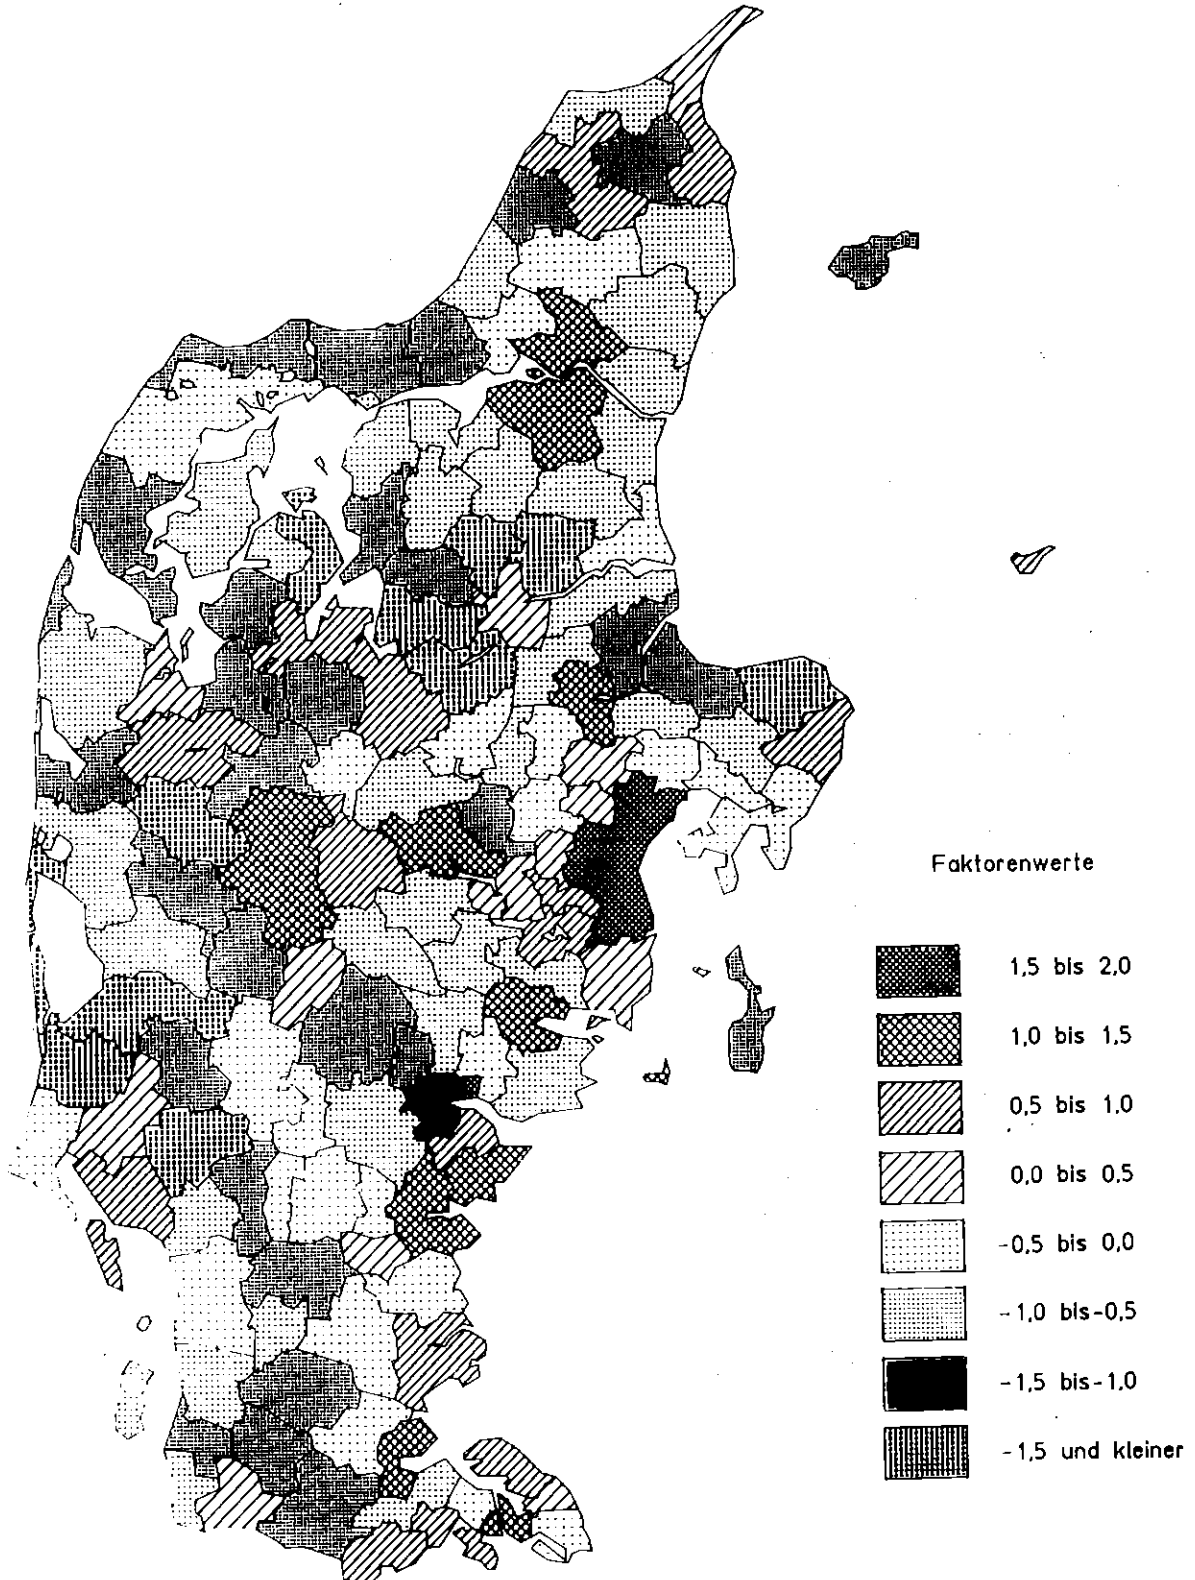 Faktorenwerte
1,5 bis 2,0
1,0 bis 1,5
0,5 bis 1,0
0,0 bis 0,5
-0,5 bis 0,0
-1,0 bis -0,5
-1,5 bis -1,0
-1,5 und kleiner